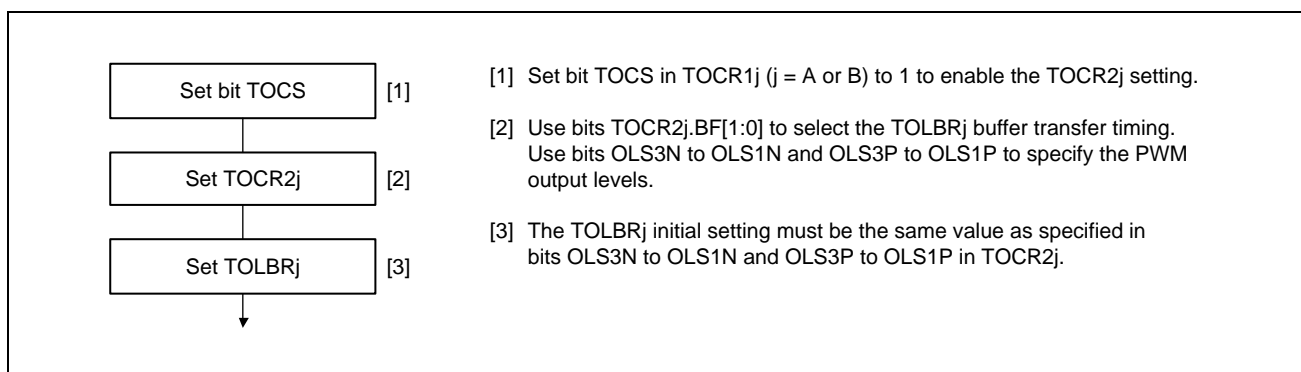 Set bit TOCS [1]
Set TOCR2j [2]
Set TOLBRj [3]
[1] Set bit TOCS in TOCR1j (j = A or B) to 1 to enable the TOCR2j setting.
[2] Use bits TOCR2j.BF[1:0] to select the TOLBRj buffer transfer timing.
Use bits OLS3N to OLS1N and OLS3P to OLS1P to specify the PWM
output levels.
[3] The TOLBRj initial setting must be the same value as specified in
bits OLS3N to OLS1N and OLS3P to OLS1P in TOCR2j.